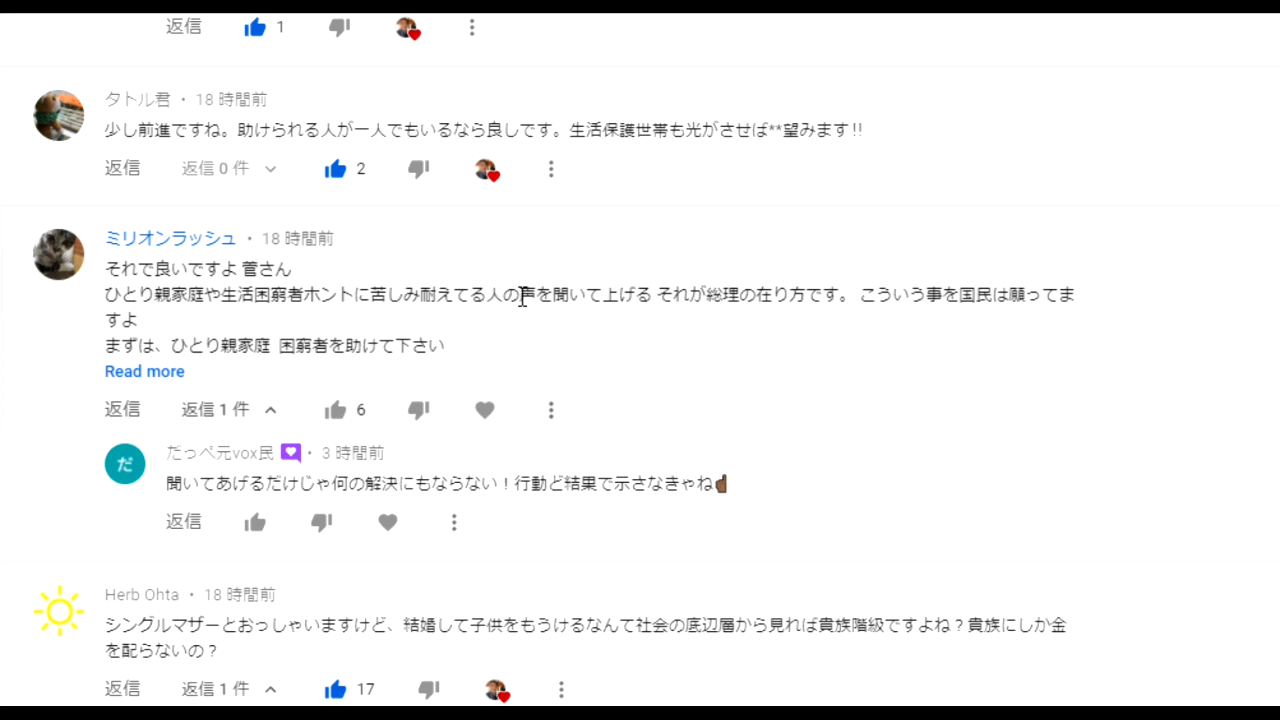 返信 1
タトル君 • 18 時間前
少し前進ですね。助けられる人が一人でもいるなら良しです。生活保護世帯も光がさせば**望みます!!
返信 返信 0 件 2
ミリオンラッシュ • 18 時間前
それで良いですよ 菅さん
ひとり親家庭や生活困窮者ホントに苦しみ耐えてる人の声を聞いて上げる それが総理の在り方です。 こういう事を国民は願ってま
すよ
まずは、ひとり親家庭 困窮者を助けて下さい
Read more
返信 返信 1 件 6
だ
だっぺ元vox民 • 3 時間前
聞いてあげるだけじゃ何の解決にもならない！行動ど結果で示さなきゃね☝🏾
返信
Herb Ohta • 18 時間前
シングルマザーとおっしゃいますけど、結婚して子供をもうけるなんて社会の底辺層から見れば貴族階級ですよね？貴族にしか金
を配らないの？
返信 返信 1 件 17